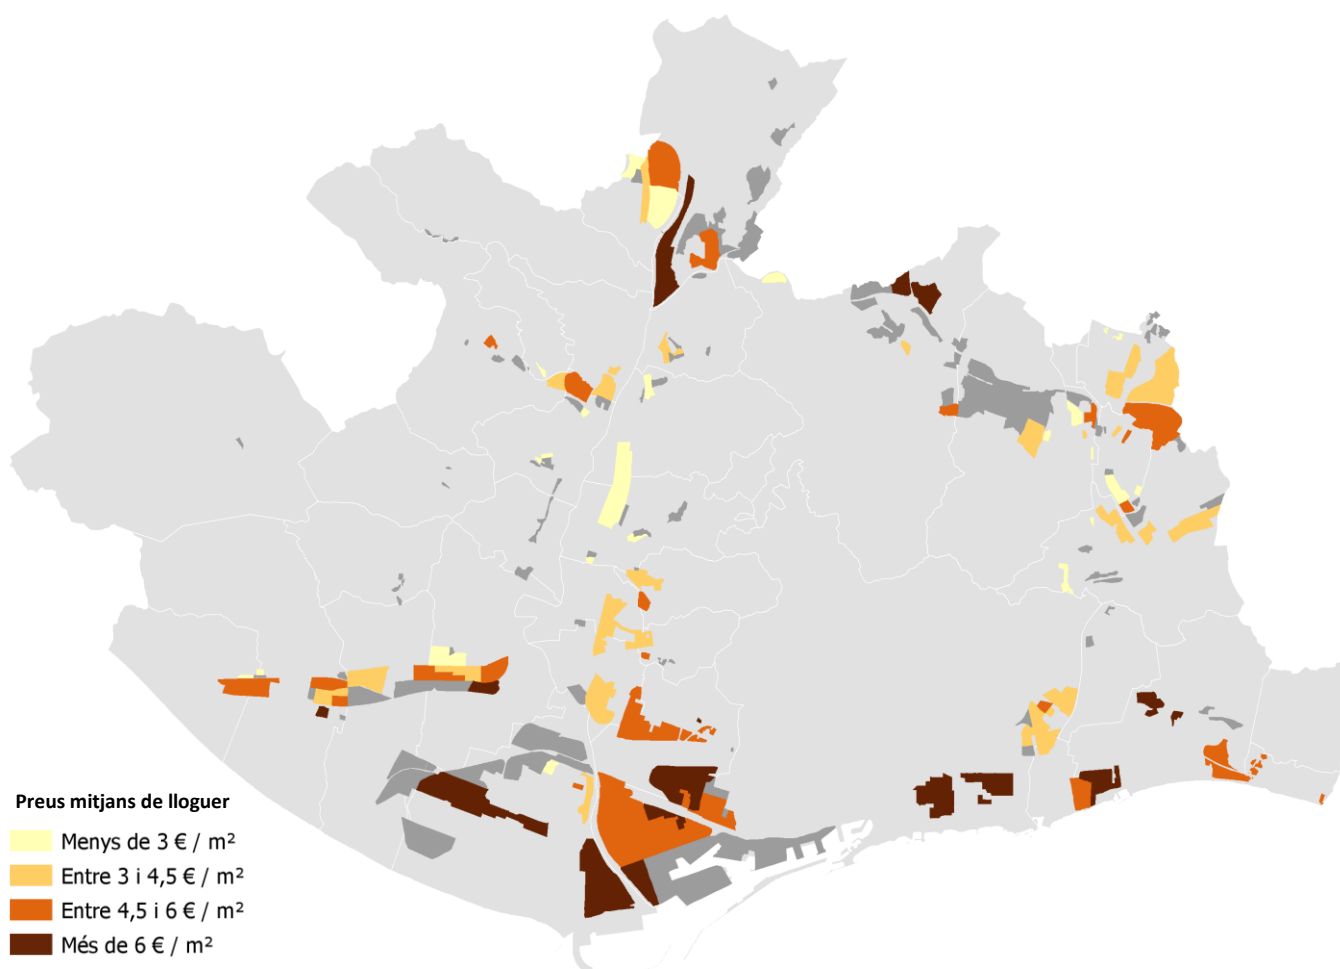 Preus mitjans de lloguer
Menys de 3 € / m²
Entre 3 i 4,5 € / m²
Entre 4,5 i 6 € / m²
Més de 6 € / m²